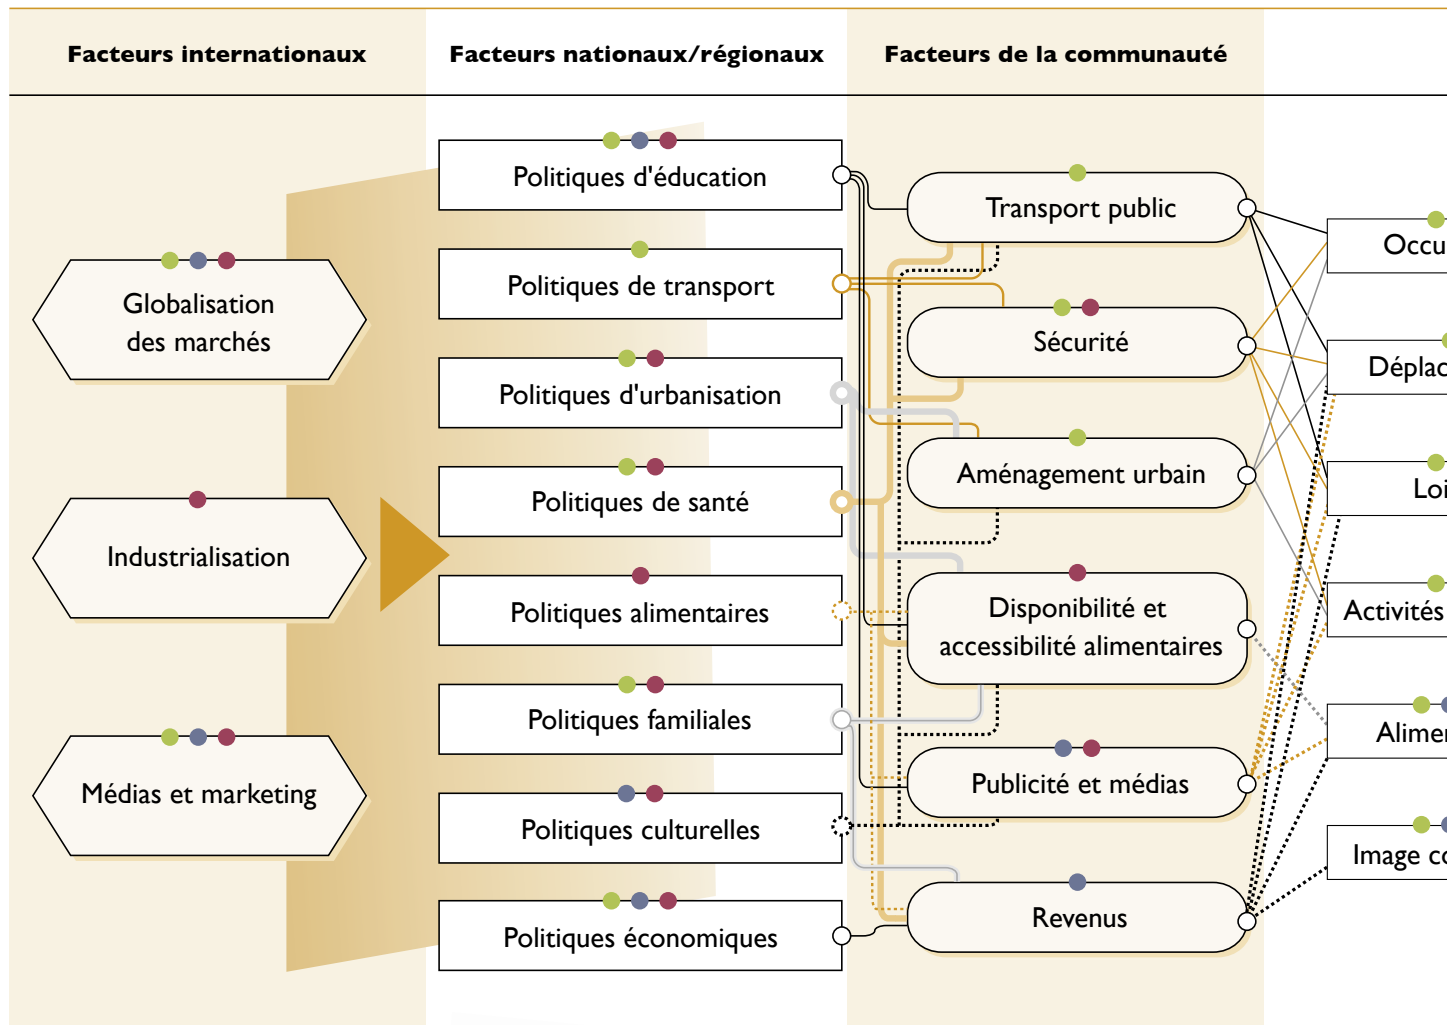 Facteurs internationaux
Facteurs nationaux/régionaux
Facteurs de la communauté
Globalisation
des marchés
Industrialisation
Médias et marketing
Politiques d'éducation
Politiques de transport
Politiques d'urbanisation
Politiques de santé
Politiques alimentaires
Politiques familiales
Politiques culturelles
Politiques économiques
Transport public
Sécurité
Aménagement urbain
Disponibilité et
accessibilité alimentaires
Publicité et médias
Revenus
Occu
Déplac
Loi
Activités
Alimen
Image co